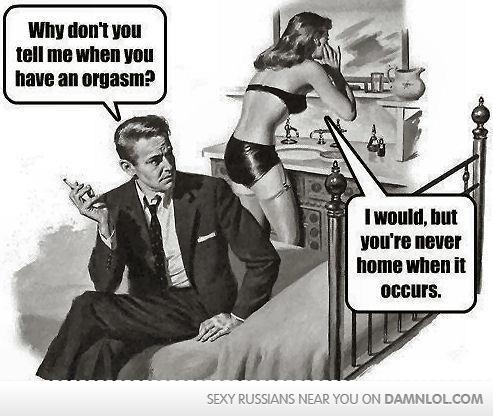 Why don't you
tell me when you
have an orgasm?
I would, but
you're never
home when it
occurs.
SEXY RUSSIANS NEAR YOU ON DAMNLOL.COM